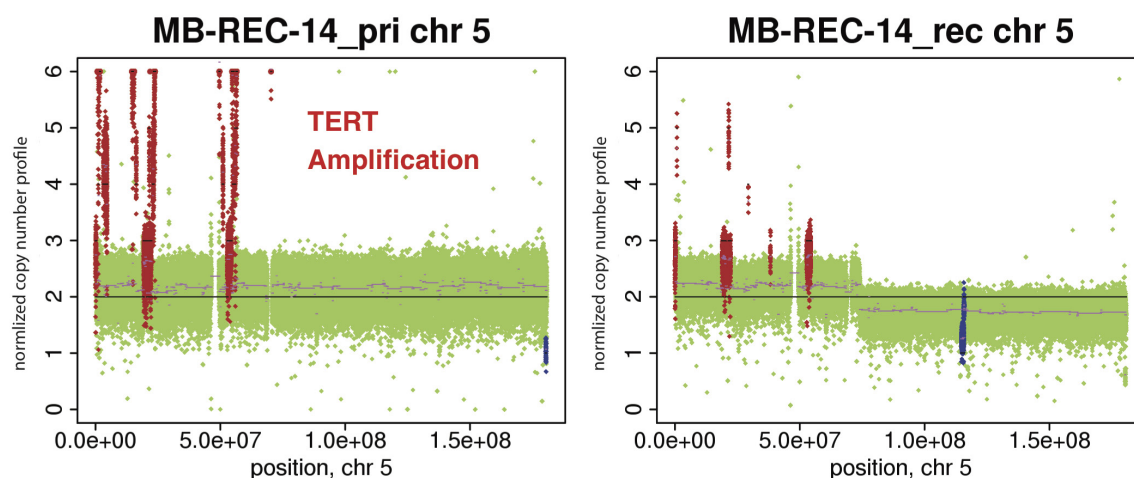 MB-REC-14_pri chr 5
normlized copy number profile
6
5
4
3
2
1
0
TERT
Amplification
0.0e+00 5.0e+07 1.0e+08 1.5e+08
position, chr 5
MB-REC-14_rec chr 5
normlized copy number profile
6
5
4
3
2
1
0
0.0e+00 5.0e+07 1.0e+08 1.5e+08
position, chr 5